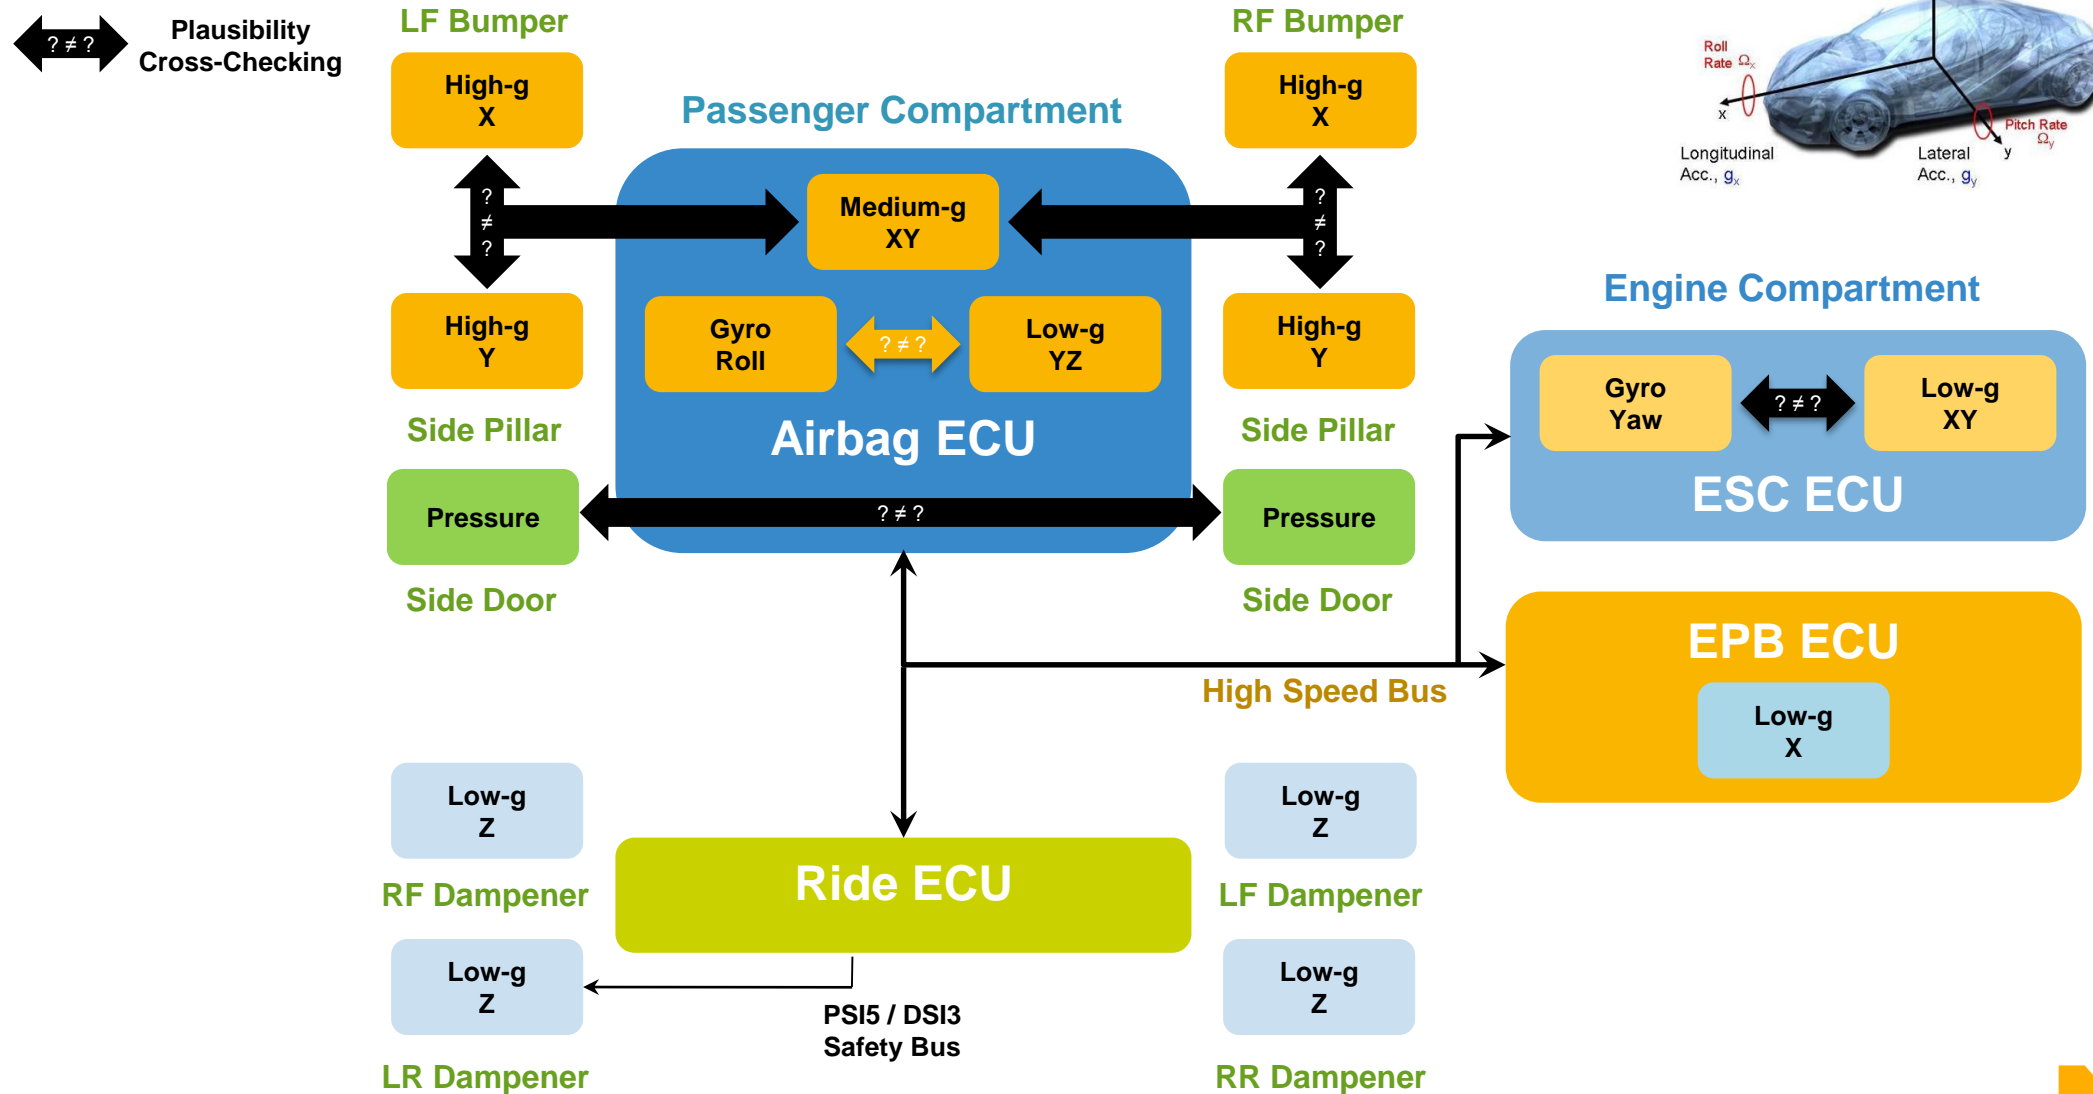 ? ≠ ?
Plausibility
Cross-Checking
LF Bumper
High-g
X
RF Bumper
High-g
X
Roll
Rate Ωx
x
Longitudinal
Acc., gx
Pitch Rate
Ωy
y
Lateral
Acc., gy
Passenger Compartment
?
≠
?
Medium-g
XY
?
≠
?
High-g
Y
Side Pillar
Gyro
Roll
? ≠ ?
Low-g
YZ
High-g
Y
Side Pillar
Airbag ECU
Engine Compartment
Gyro
Yaw
? ≠ ?
Low-g
XY
ESC ECU
Pressure
? ≠ ?
Pressure
Side Door
Side Door
EPB ECU
Low-g
X
High Speed Bus
Low-g
Z
RF Dampener
Ride ECU
Low-g
Z
LF Dampener
Low-g
Z
LR Dampener
PSI5 / DSI3
Safety Bus
Low-g
Z
RR Dampener